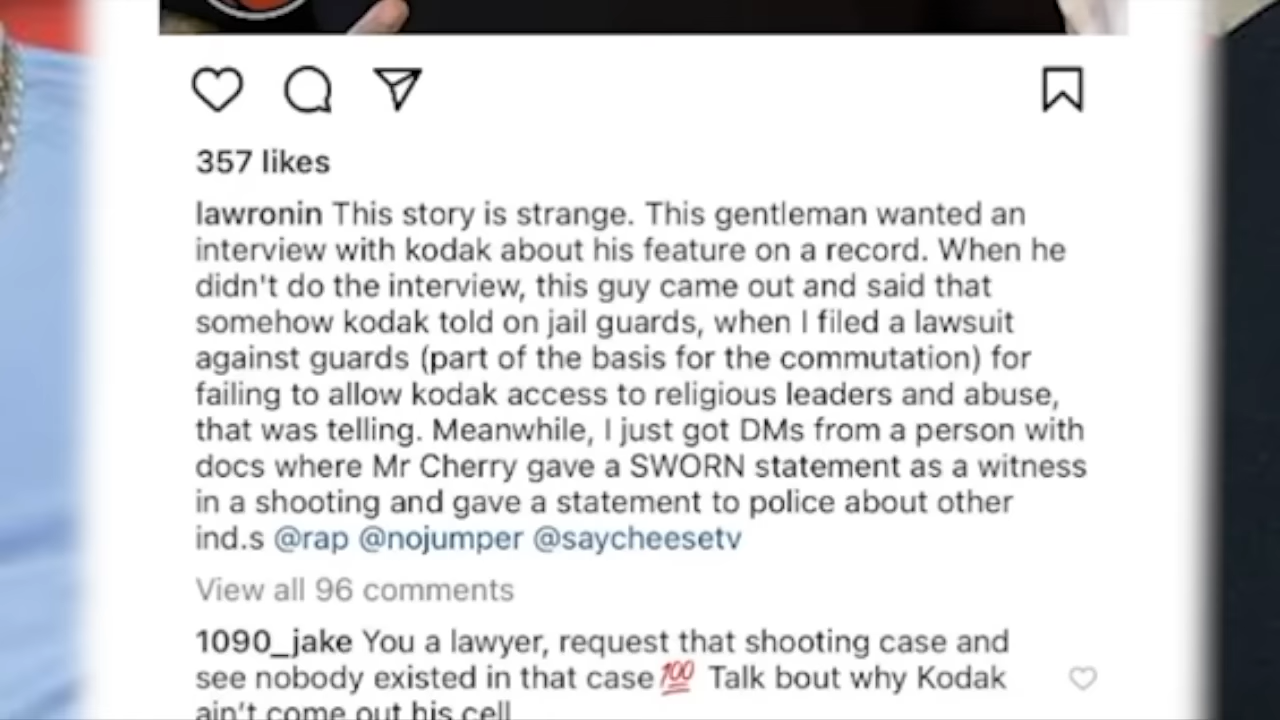 357 likes
lawronin This story is strange. This gentleman wanted an
interview with kodak about his feature on a record. When he
didn't do the interview, this guy came out and said that
somehow kodak told on jail guards, when I filed a lawsuit
against guards (part of the basis for the commutation) for
failing to allow kodak access to religious leaders and abuse,
that was telling. Meanwhile, I just got DMs from a person with
docs where Mr Cherry gave a SWORN statement as a witness
in a shooting and gave a statement to police about other
ind.s @rap @nojumper @saycheesetv
View all 96 comments
1090_jake You a lawyer, request that shooting case and
see nobody existed in that case💯 Talk bout why Kodak
ain't come out his cell